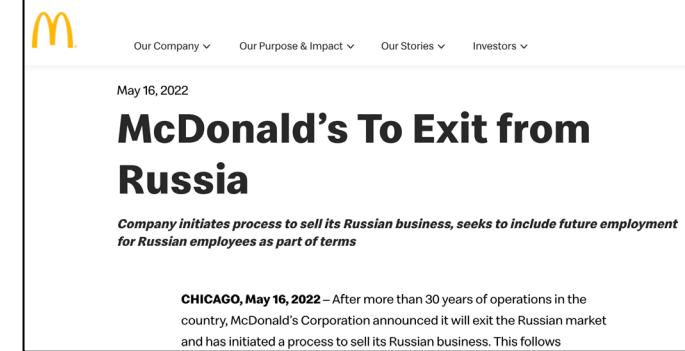 Our Company Our Purpose & Impact Our Stories Investors
May 16, 2022
McDonald’s To Exit from
Russia
Company initiates process to sell its Russian business, seeks to include future employment
for Russian employees as part of terms
CHICAGO, May 16, 2022 – After more than 30 years of operations in the
country, McDonald’s Corporation announced it will exit the Russian market
and has initiated a process to sell its Russian business. This follows